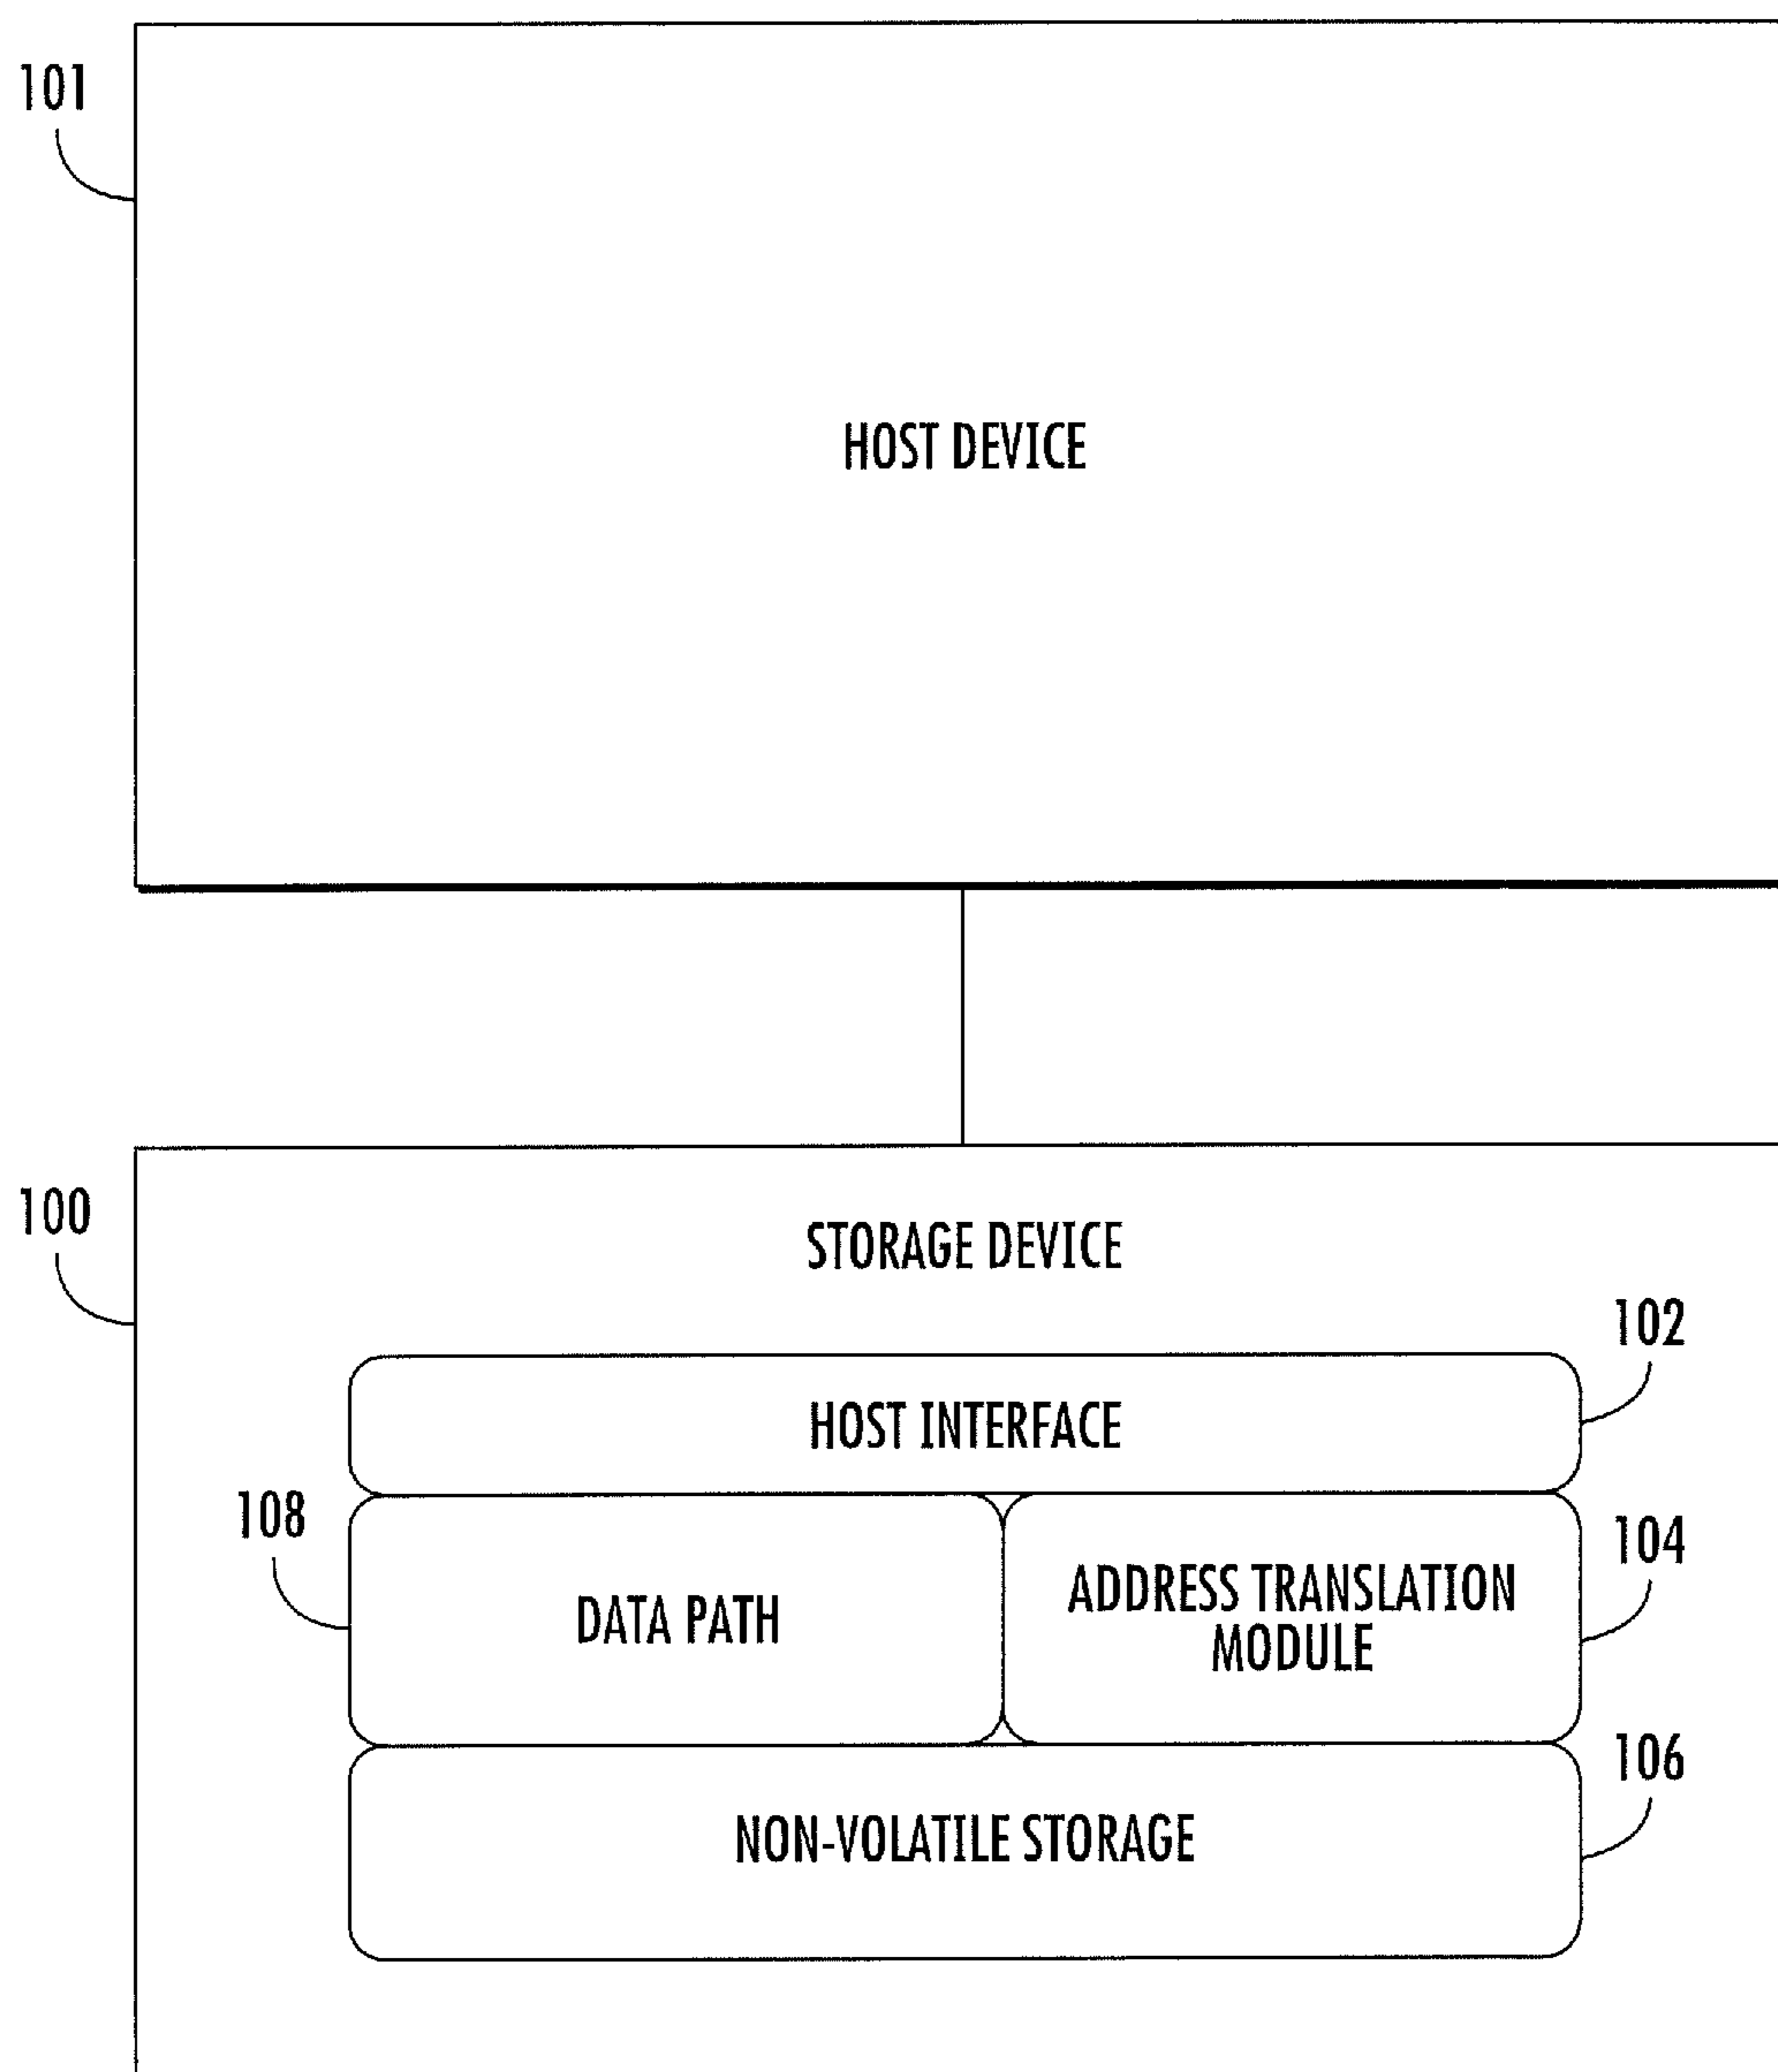 101
HOST DEVICE
100
STORAGE DEVICE
102
HOST INTERFACE
108
DATA PATH
104
ADDRESS TRANSLATION
MODULE
106
NON-VOLATILE STORAGE